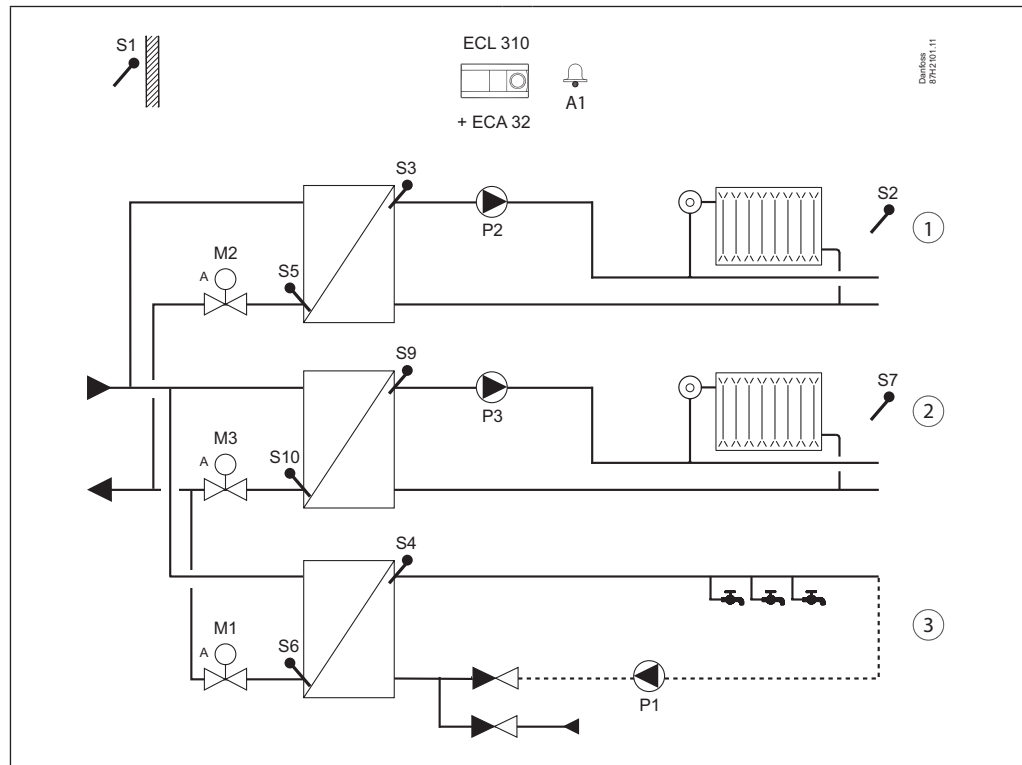 S1
ECL 310
+ ECA 32
A1
Danfoss
87H2101.11
S3
P2
S2
1
M2
A
S5
S9
P3
S7
2
M3
A
S10
S4
M1
A
S6
P1
3